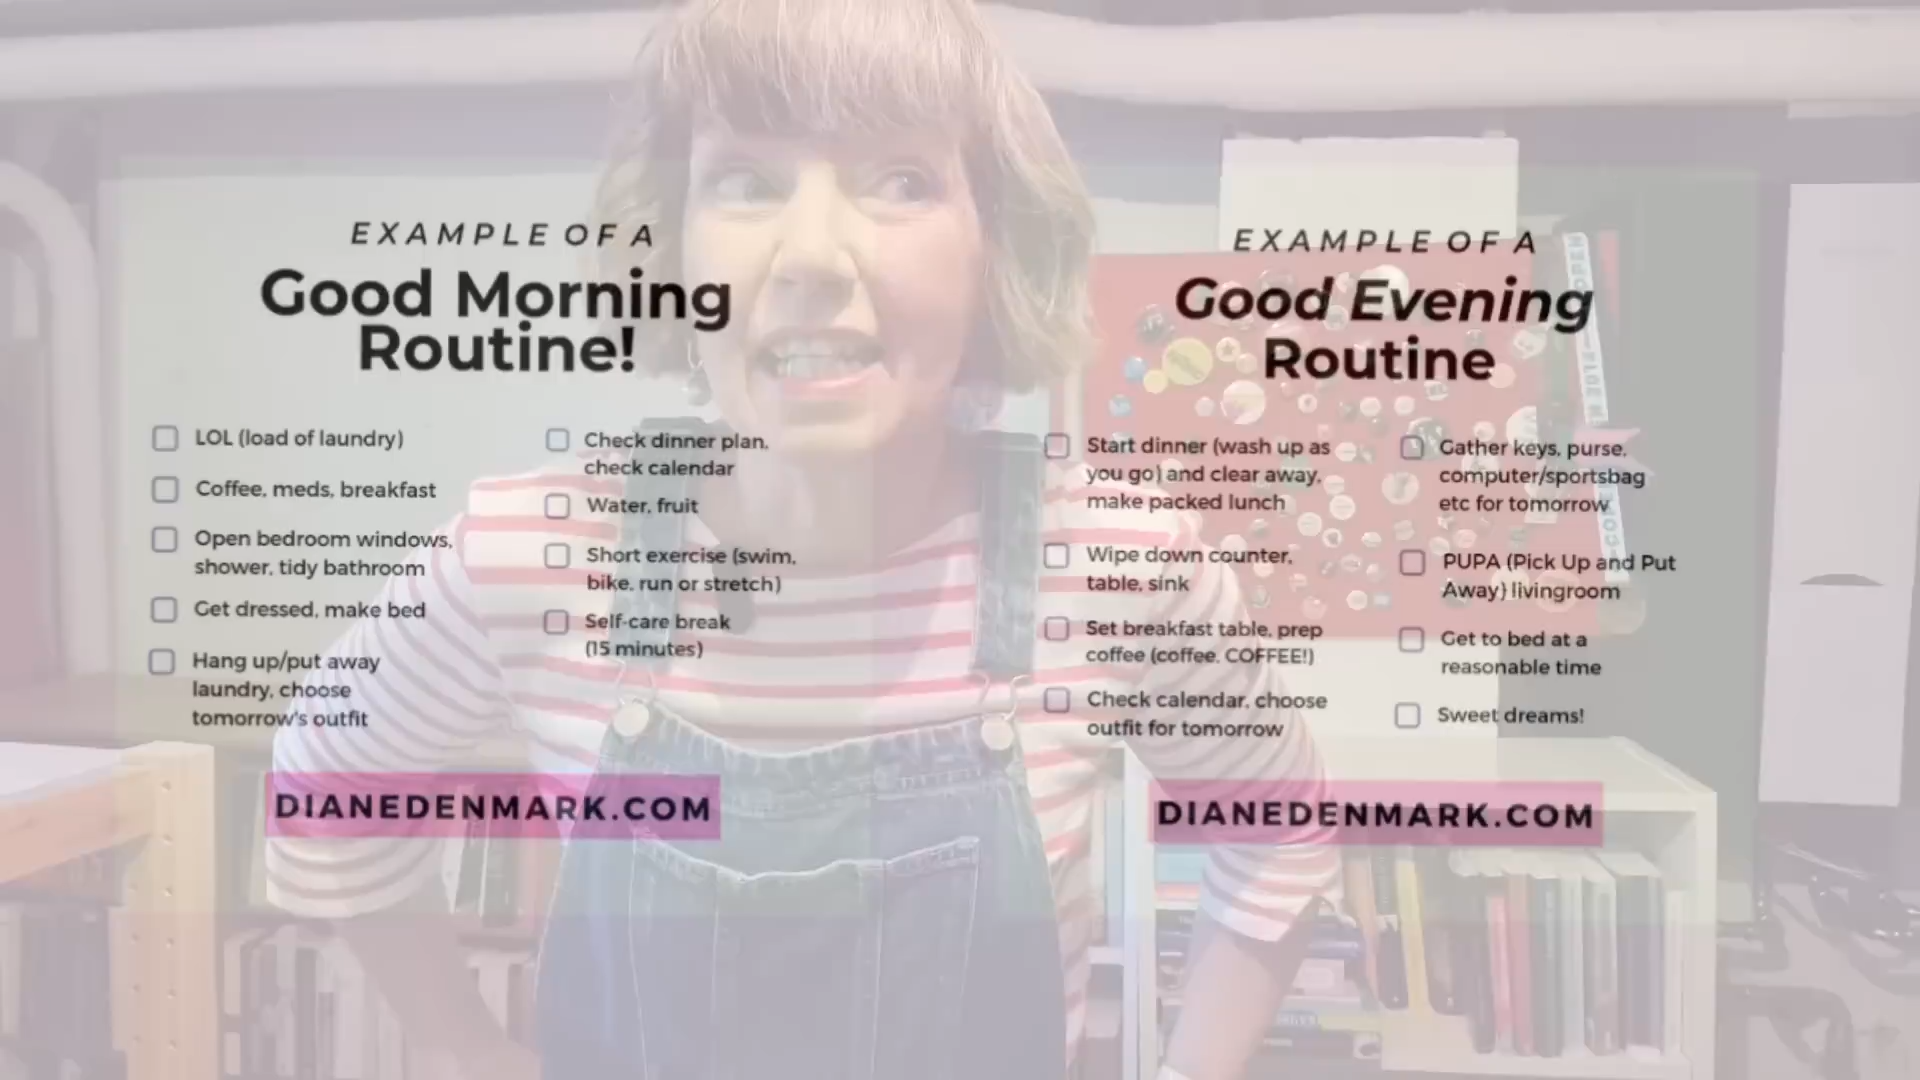 EXAMPLE OF A
Good Morning
Routine!
LOL (load of laundry)
Coffee, meds, breakfast
Open bedroom windows,
shower, tidy bathroom
Get dressed, make bed
Hang up/put away
laundry, choose
tomorrow's outfit
Check dinner plan,
check calendar
Water, fruit
Short exercise (swim,
bike, run or stretch)
Self-care break
(15 minutes)
DIANEDENMARK.COM
EXAMPLE OF A
Good Evening
Routine
Start dinner (wash up as
you go) and clear away,
make packed lunch
Wipe down counter,
table, sink
Set breakfast table, prep
coffee (coffee, COFFEE!)
Check calendar, choose
outfit for tomorrow
Gather keys, purse,
computer/sportsbag
etc for tomorrow
PUPA (Pick Up and Put
Away) livingroom
Get to bed at a
reasonable time
Sweet dreams!
DIANEDENMARK.COM